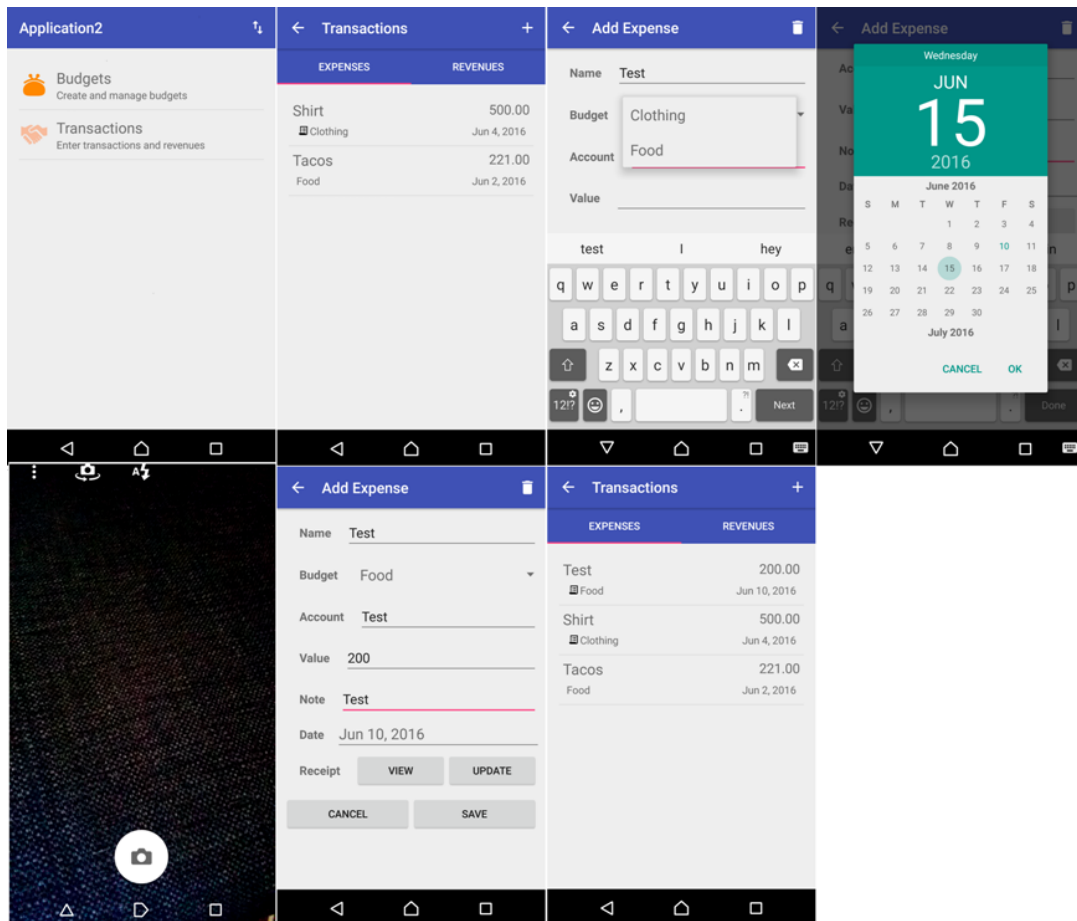 Application2
Budgets
Create and manage budgets
Transactions
Enter transactions and revenues
Transactions
EXPENSES REVENUES
Shirt 500.00
Clothing Jun 4, 2016
Tacos 221.00
Food Jun 2, 2016
Add Expense
Name Test
Budget Clothing
Food
Account
Value
test I hey
q w e r t y u i o p
a s d f g h j k l
z x c v b n m
12!? , . ?! Next
Add Expense
Ac
Va
No
Da
Re
Wednesday
JUN
15
2016
June 2016
S M T W T F S
1 2 3 4
5 6 7 8 9 10 11
12 13 14 15 16 17 18
19 20 21 22 23 24 25
26 27 28 29 30
July 2016
CANCEL OK
e n
q p
a l
12!? , . ?! Done
A
Add Expense
Name Test
Budget Food
Account Test
Value 200
Note Test
Date Jun 10, 2016
Receipt VIEW UPDATE
CANCEL SAVE
Transactions
EXPENSES REVENUES
Test 200.00
Food Jun 10, 2016
Shirt 500.00
Clothing Jun 4, 2016
Tacos 221.00
Food Jun 2, 2016